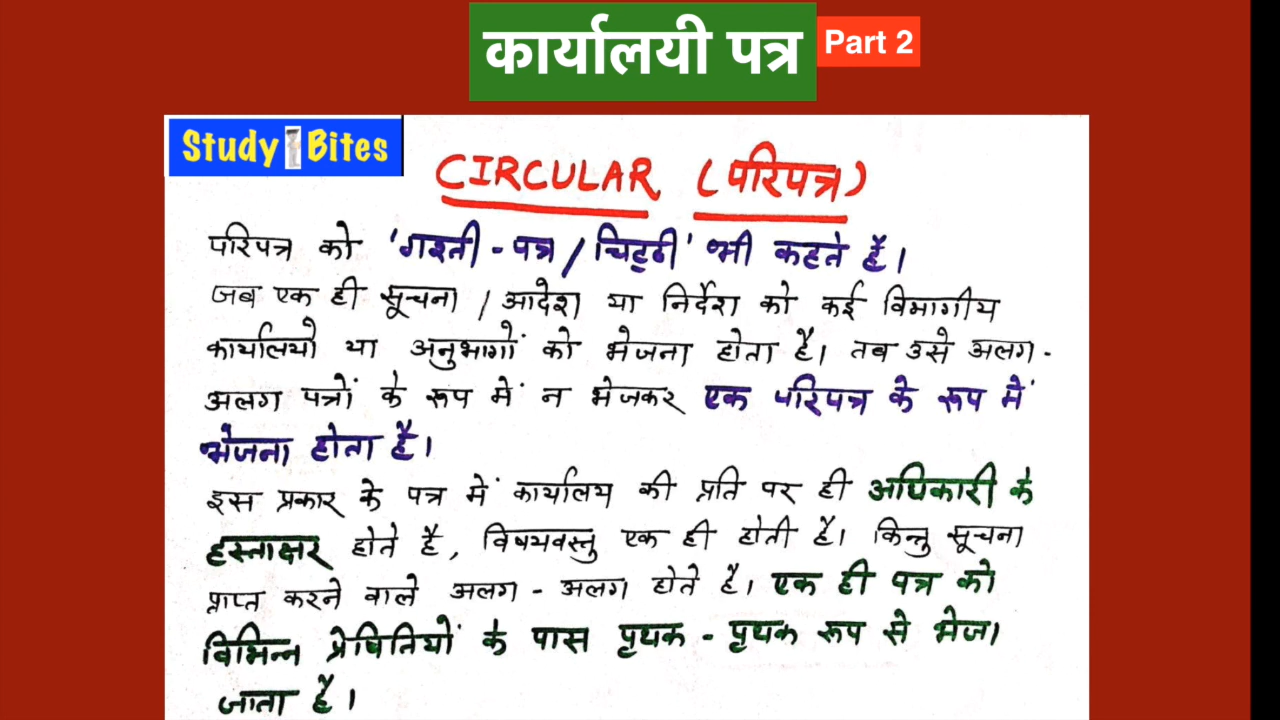 कार्यालयी पत्र Part 2
Study Bites
CIRCULAR (परिपत्र)
परिपत्र को 'गश्ती - पत्र / चिट्ठी' भी कहते हैं।
जब एक ही सूचना / आदेश या निर्देश को कई विभागीय
कार्यालयों या अनुभागों को भेजना होता है। तब उसे अलग -
अलग पत्रों के रूप में न भेजकर एक परिपत्र के रूप में
भेजना होता है।
इस प्रकार के पत्र में कार्यालय की प्रति पर ही अधिकारी के
हस्ताक्षर होते है, विषयवस्तु एक ही होती है। किन्तु सूचना
प्राप्त करने वाले अलग - अलग होते है। एक ही पत्र को
विभिन्न प्रेषितियों के पास पृथक - पृथक रूप से भेजा
जाता है।